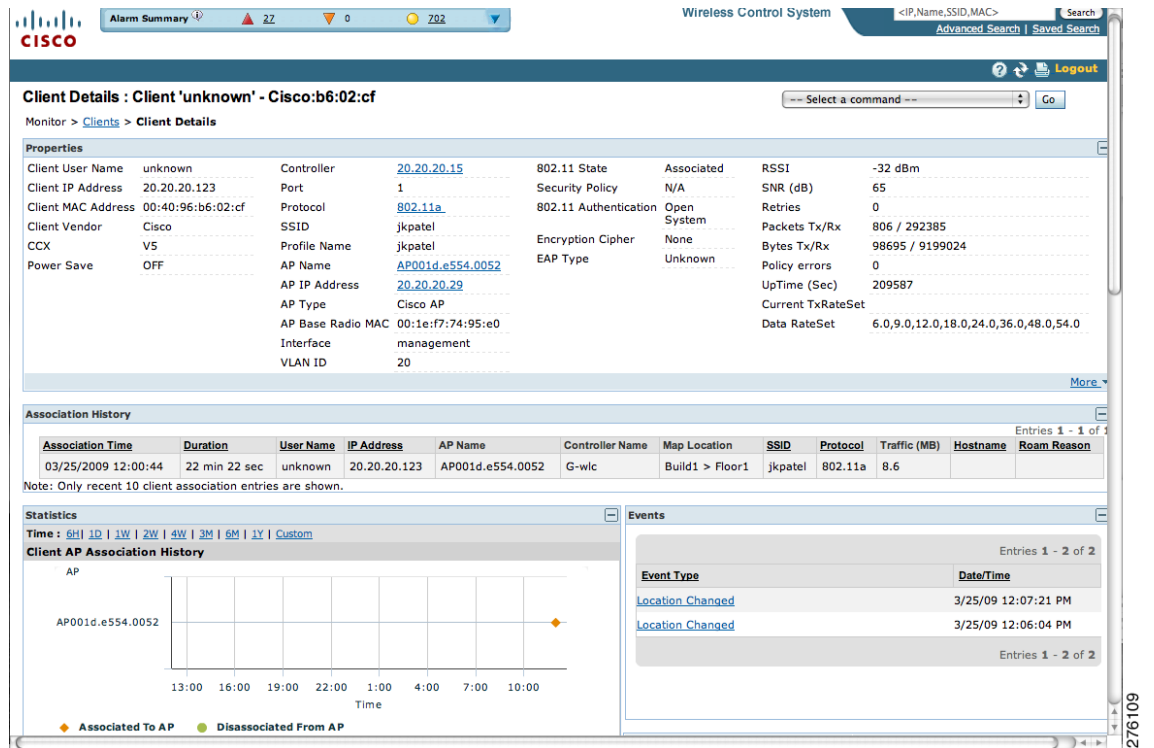 Alarm Summary 27 0 702
Wireless Control System <IP,Name,SSID,MAC> Search
Advanced Search | Saved Search
CISCO
Logout
Client Details : Client 'unknown' - Cisco:b6:02:cf
-- Select a command -- Go
Monitor > Clients > Client Details
Properties
Client User Name unknown Controller 20.20.20.15 802.11 State Associated RSSI -32 dBm
Client IP Address 20.20.20.123 Port 1 Security Policy N/A SNR (dB) 65
Client MAC Address 00:40:96:b6:02:cf Protocol 802.11a 802.11 Authentication Open System Retries 0
Client Vendor Cisco SSID jkpatel Packets Tx/Rx 806 / 292385
CCX V5 Profile Name jkpatel Encryption Cipher None Bytes Tx/Rx 98695 / 9199024
Power Save OFF AP Name AP001d.e554.0052 EAP Type Unknown Policy errors 0
AP IP Address 20.20.20.29 UpTime (Sec) 209587
AP Type Cisco AP Current TxRateSet
AP Base Radio MAC 00:1e:f7:74:95:e0 Data RateSet 6.0,9.0,12.0,18.0,24.0,36.0,48.0,54.0
Interface management
VLAN ID 20
More
Association History
Entries 1 - 1 of 1
Association Time Duration User Name IP Address AP Name Controller Name Map Location SSID Protocol Traffic (MB) Hostname Roam Reason
03/25/2009 12:00:44 22 min 22 sec unknown 20.20.20.123 AP001d.e554.0052 G-wlc Build1 > Floor1 jkpatel 802.11a 8.6
Note: Only recent 10 client association entries are shown.
Statistics
Time : 6H| 1D | 1W | 2W | 4W | 3M | 6M | 1Y | Custom
Client AP Association History
AP
AP001d.e554.0052
13:00 16:00 19:00 22:00 1:00 4:00 7:00 10:00
Time
Associated To AP Disassociated From AP
Events
Entries 1 - 2 of 2
Event Type Date/Time
Location Changed 3/25/09 12:07:21 PM
Location Changed 3/25/09 12:06:04 PM
Entries 1 - 2 of 2
276109